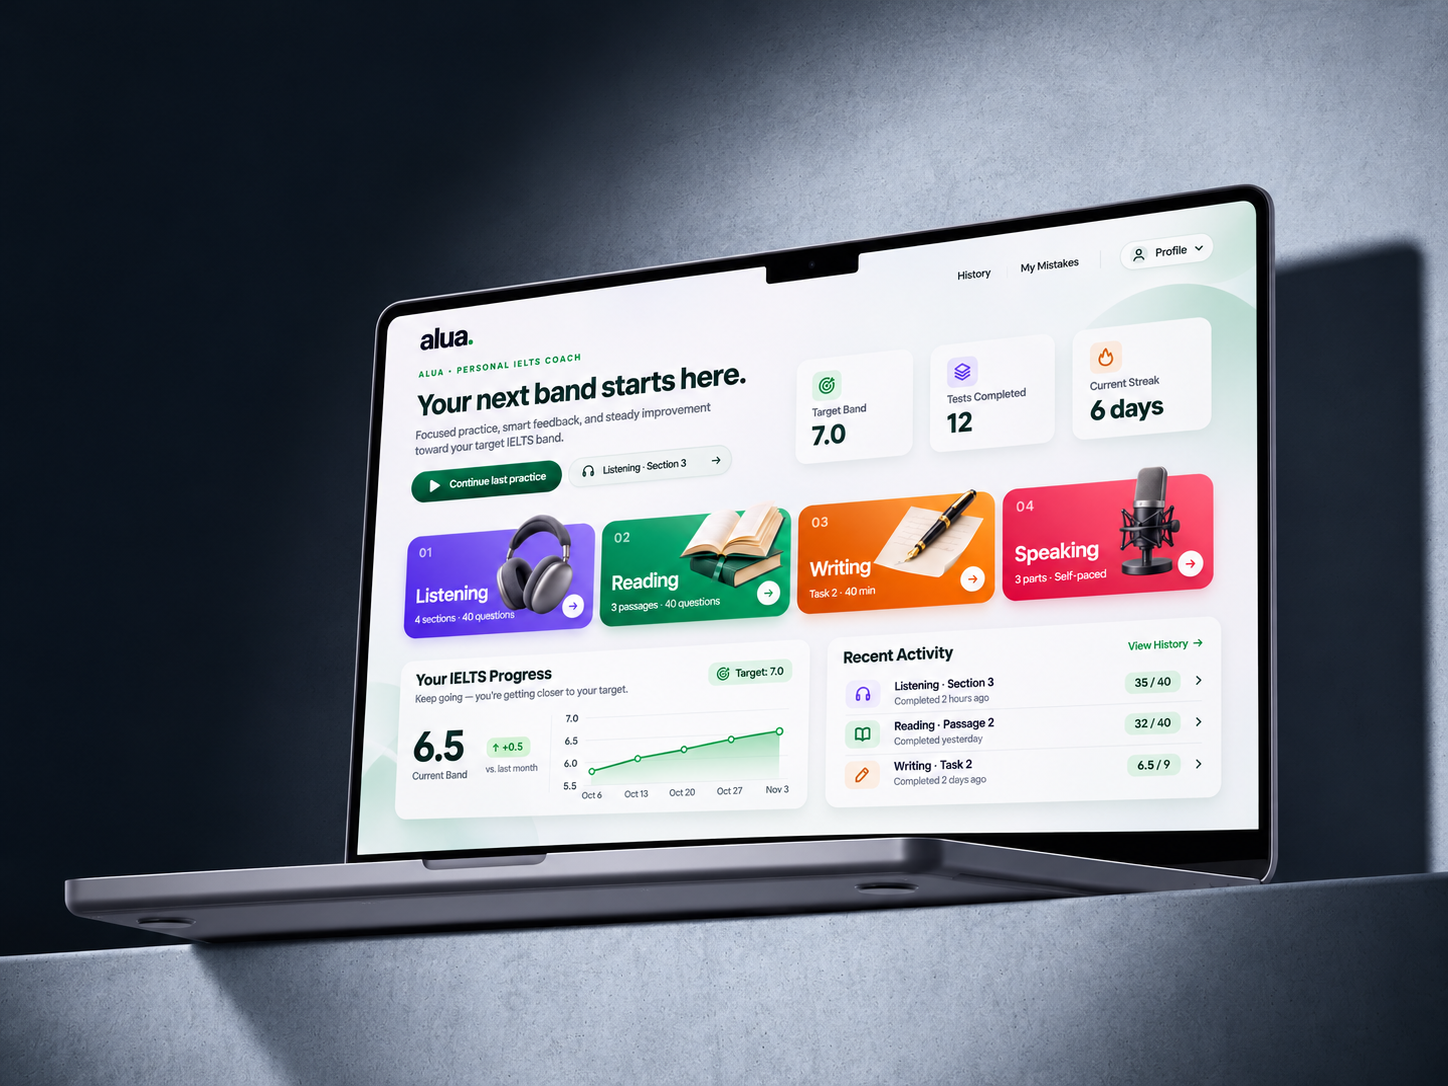 History
My Mistakes
Profile
alua.
ALUA • PERSONAL IELTS COACH
Your next band starts here.
Focused practice, smart feedback, and steady improvement
toward your target IELTS band.
Continue last practice
Listening · Section 3
Target Band
7.0
Tests Completed
12
Current Streak
6 days
01
Listening
4 sections · 40 questions
02
Reading
3 passages · 40 questions
03
Writing
Task 2 · 40 min
04
Speaking
3 parts · Self-paced
Your IELTS Progress
Keep going — you're getting closer to your target.
Target: 7.0
6.5
Current Band
↑ +0.5
vs. last month
7.0
6.5
6.0
5.5
Oct 6
Oct 13
Oct 20
Oct 27
Nov 3
Recent Activity
View History →
Listening · Section 3
Completed 2 hours ago
35 / 40
Reading · Passage 2
Completed yesterday
32 / 40
Writing · Task 2
Completed 2 days ago
6.5 / 9